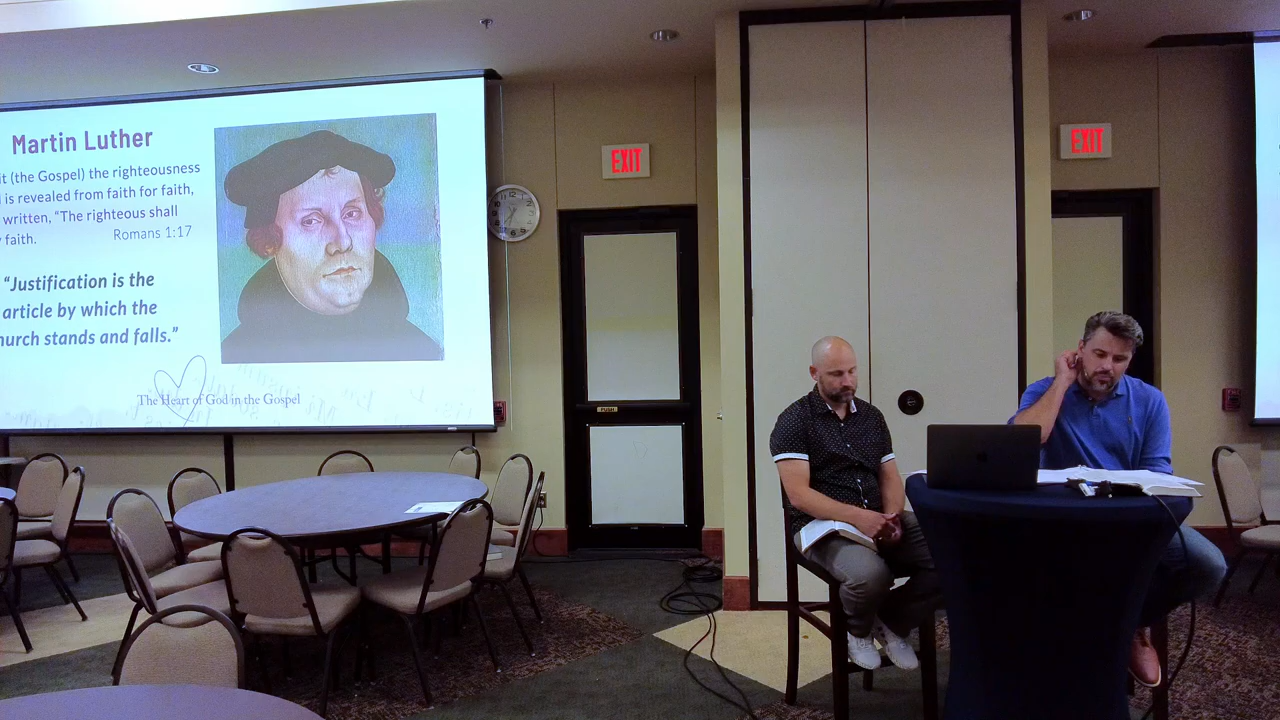 Martin Luther
it (the Gospel) the righteousness
is revealed from faith for faith,
written, "The righteous shall
faith.
Romans 1:17
"Justification is the
article by which the
hurch stands and falls."
The Heart of God in the Gospel
EXIT
EXIT
PUSH